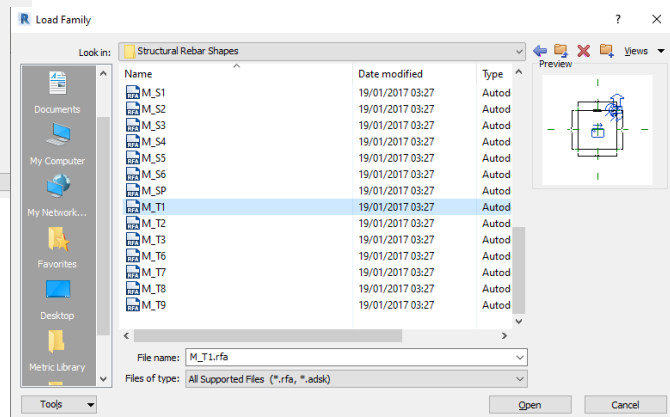 Load Family
?
X
Look in:
Structural Rebar Shapes
Views
Preview
Name
Date modified
Type
M_S1 19/01/2017 03:27 Autod
M_S2 19/01/2017 03:27 Autod
M_S3 19/01/2017 03:27 Autod
M_S4 19/01/2017 03:27 Autod
M_S5 19/01/2017 03:27 Autod
M_S6 19/01/2017 03:27 Autod
M_SP 19/01/2017 03:27 Autod
M_T1 19/01/2017 03:27 Autod
M_T2 19/01/2017 03:27 Autod
M_T3 19/01/2017 03:27 Autod
M_T6 19/01/2017 03:27 Autod
M_T7 19/01/2017 03:27 Autod
M_T8 19/01/2017 03:27 Autod
M_T9 19/01/2017 03:27 Autod
Documents
My Computer
My Network...
Favorites
Desktop
Metric Library
File name: M_T1.rfa
Files of type: All Supported Files (*.rfa, *.adsk)
Tools
Open
Cancel